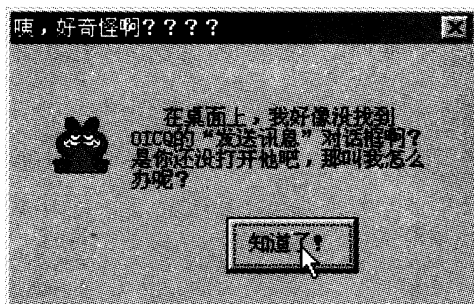 咦，好奇怪啊？？？？
在桌面上，我好像没找到
OICQ的“发送讯息”对话框啊？
是你还没打开他吧，那叫我怎么
办呢？
知道了！